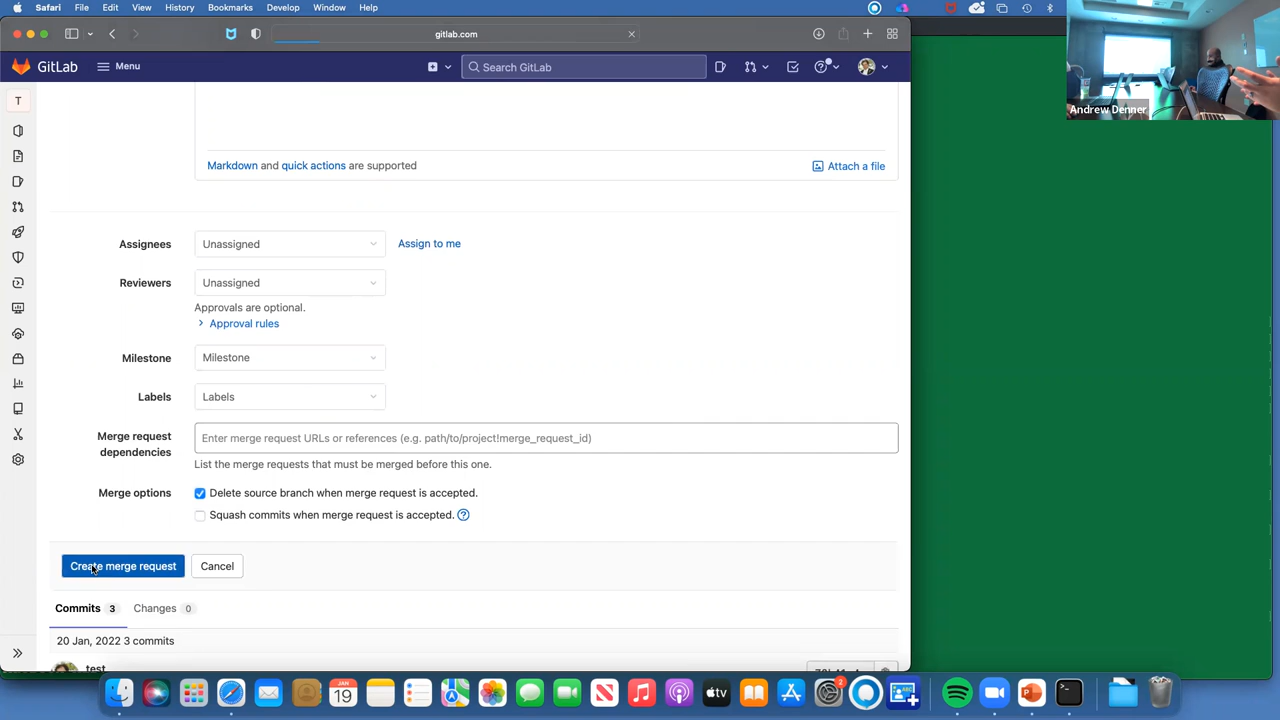 Safari File Edit View History Bookmarks Develop Window Help
gitlab.com
GitLab Menu Search GitLab
Andrew Denner
T
Markdown and quick actions are supported Attach a file
Assignees Unassigned Assign to me
Reviewers Unassigned
Approvals are optional.
Approval rules
Milestone Milestone
Labels Labels
Merge request dependencies Enter merge request URLs or references (e.g. path/to/project!merge_request_id)
List the merge requests that must be merged before this one.
Merge options Delete source branch when merge request is accepted.
Squash commits when merge request is accepted.
Create merge request Cancel
Commits 3 Changes 0
20 Jan, 2022 3 commits
test
JAN
19
tv
2
ABC